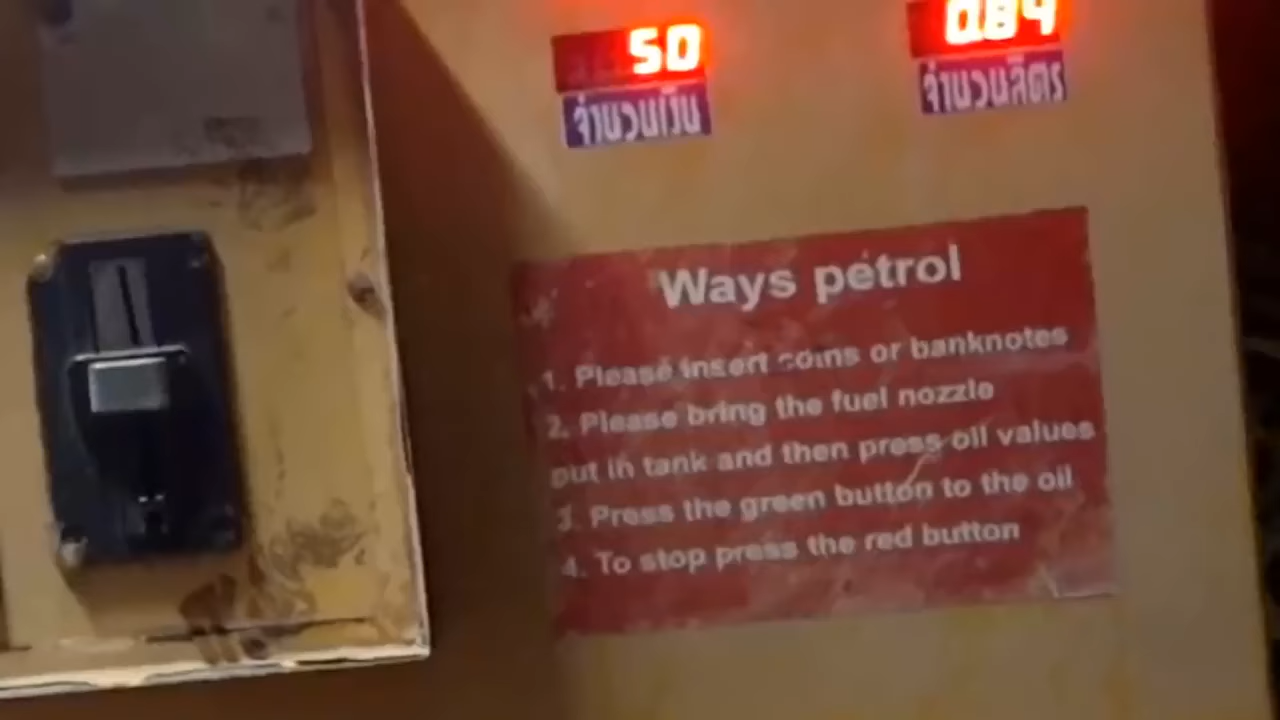 50
0.84
จำนวนเงิน
จำนวนลิตร
Ways petrol
1. Please insert coins or banknotes
2. Please bring the fuel nozzle
put in tank and then press oil values
3. Press the green button to the oil
4. To stop press the red button